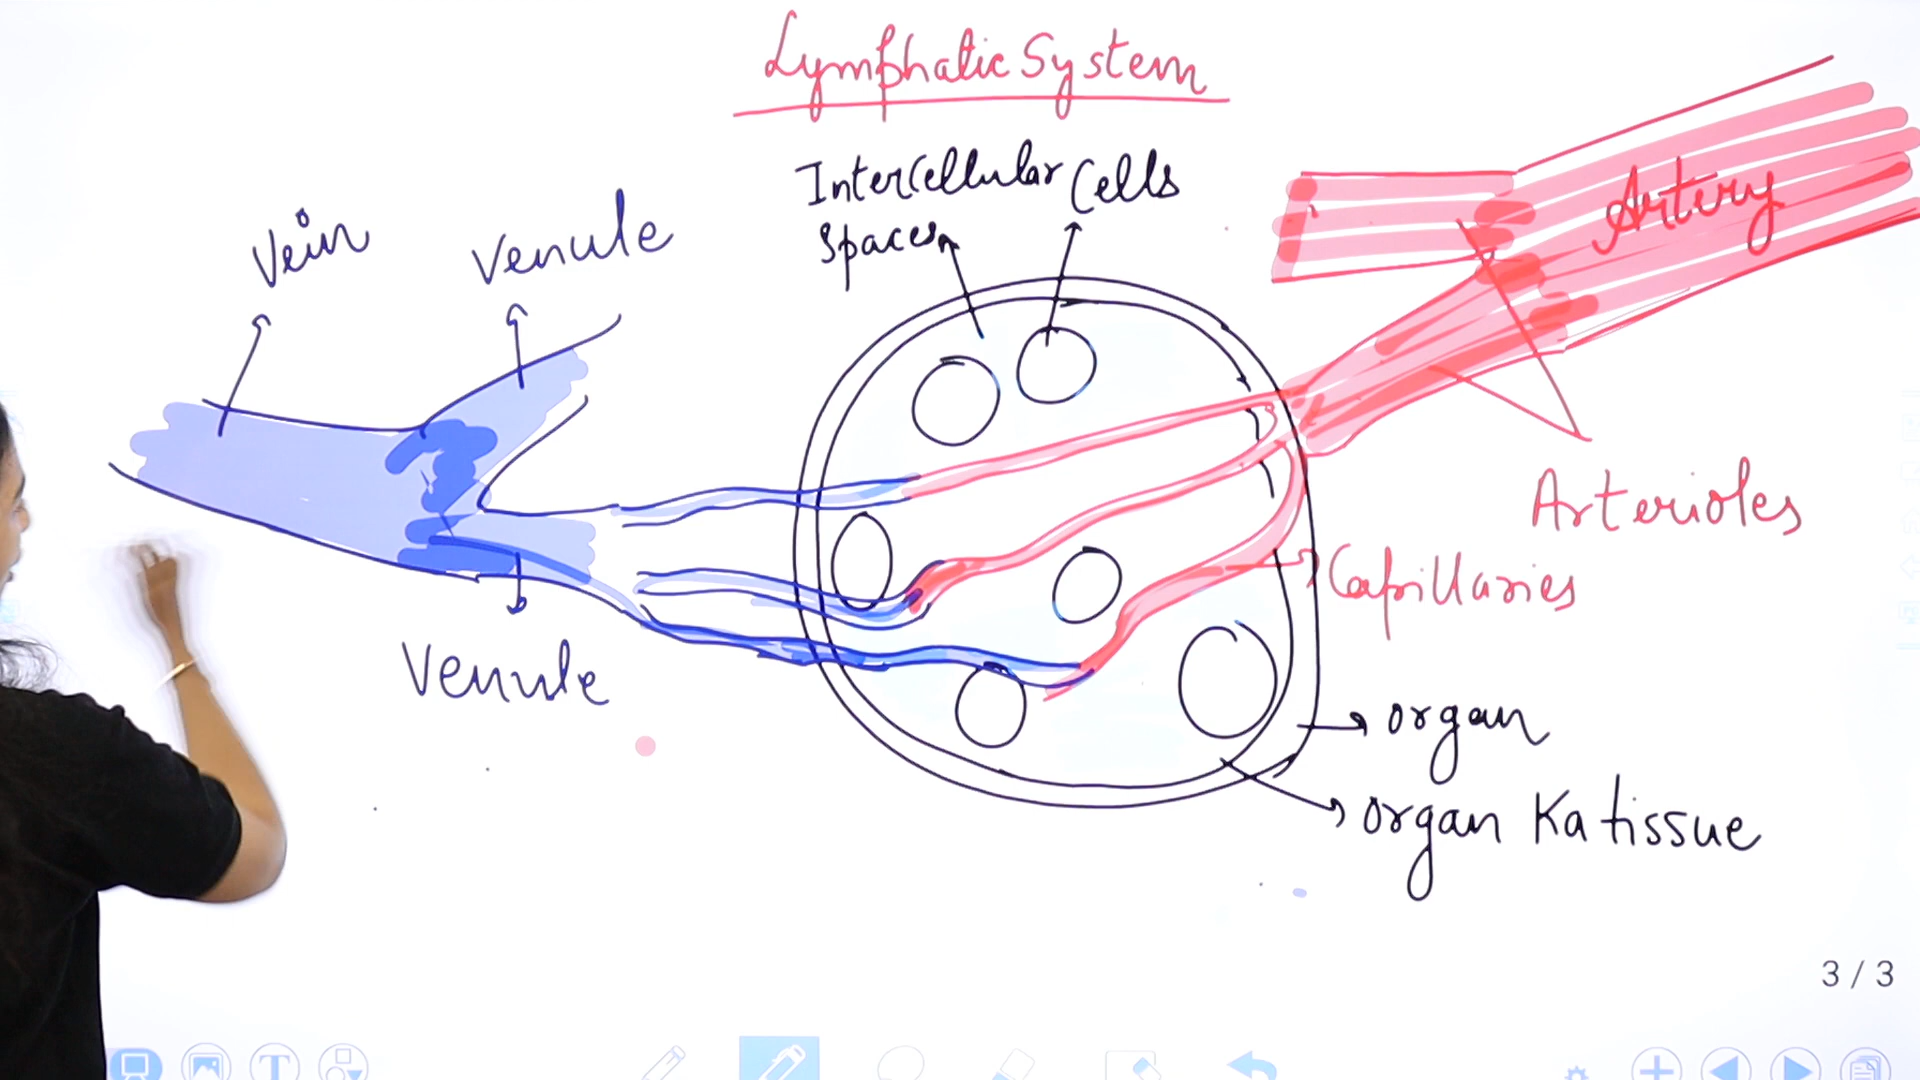 Lymphatic System
Intercellular Cells
Spaces
Vein
Venule
Artery
Arterioles
Capillaries
Venule
organ
organ Ka tissue
3 / 3
T